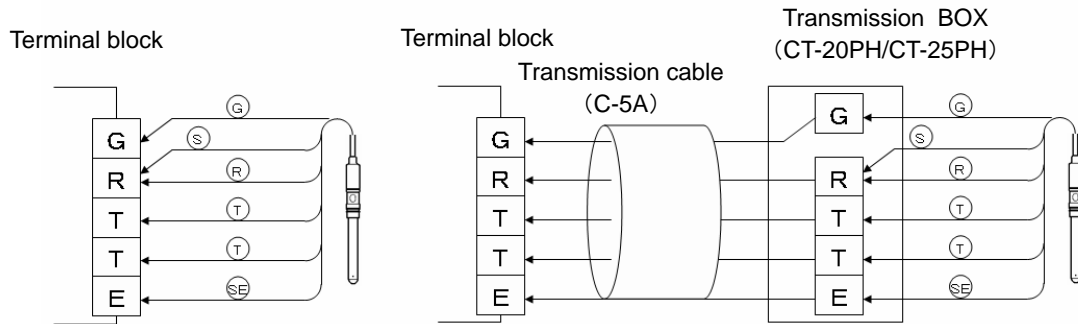 Terminal block
G
R
T
T
E
G
S
R
T
T
SE
Terminal block
Transmission cable
（C-5A）
Transmission BOX
（CT-20PH/CT-25PH）
G
R
T
T
E
G
R
T
T
E
G
S
R
T
T
SE